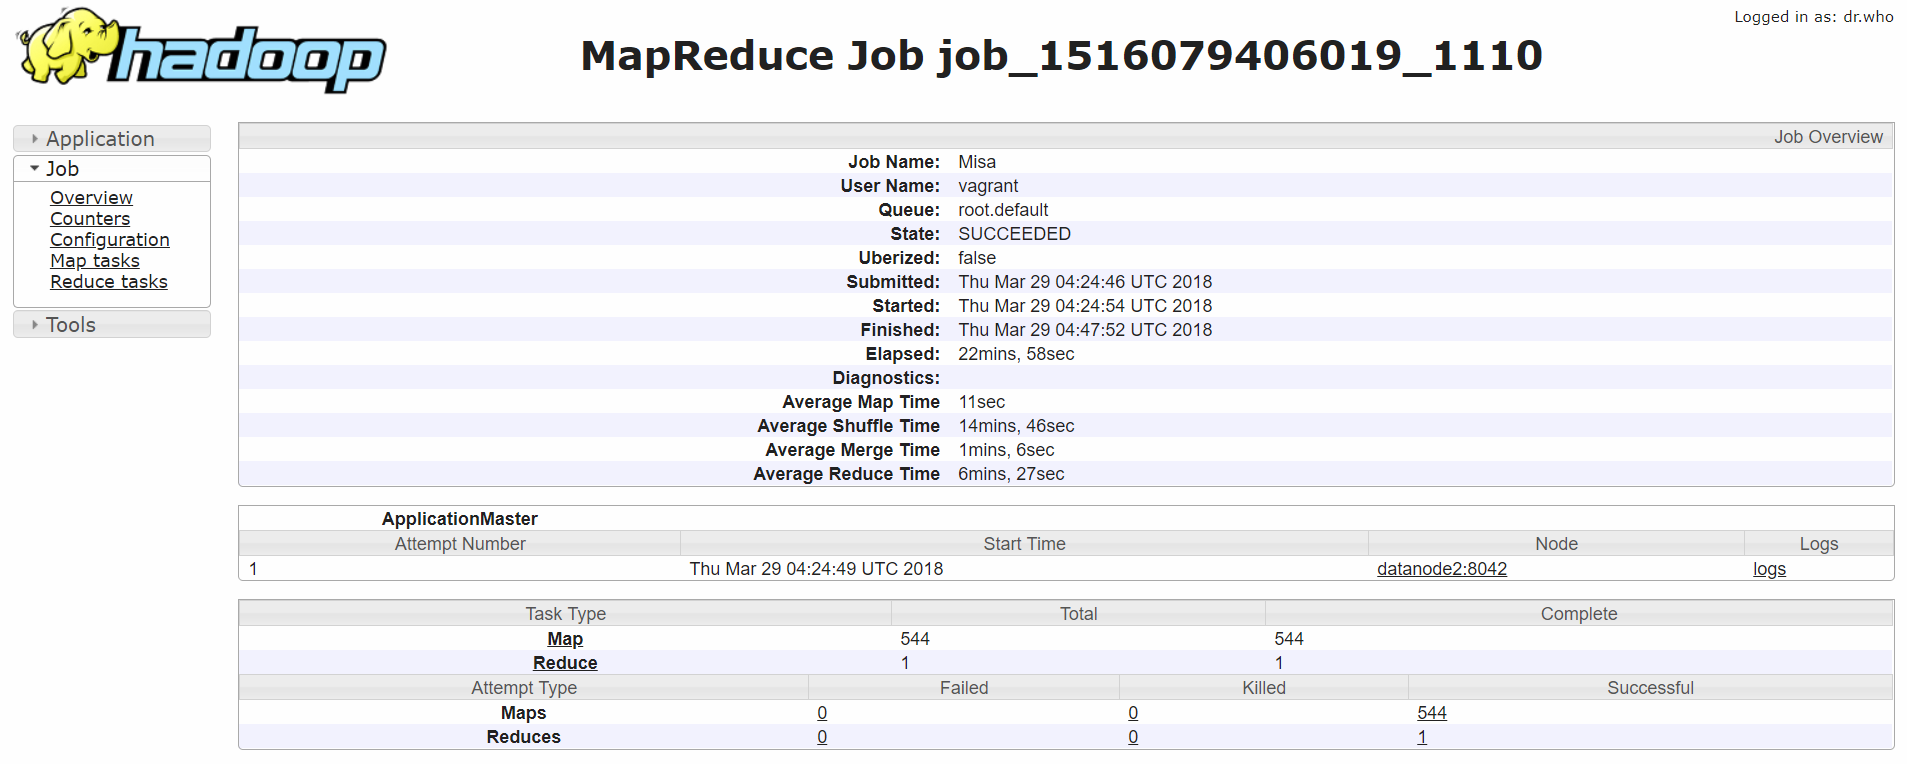 Logged in as: dr.who
hadoop
MapReduce Job job_1516079406019_1110
Application
Job
Overview
Counters
Configuration
Map tasks
Reduce tasks
Tools
Job Overview
Job Name: Misa
User Name: vagrant
Queue: root.default
State: SUCCEEDED
Uberized: false
Submitted: Thu Mar 29 04:24:46 UTC 2018
Started: Thu Mar 29 04:24:54 UTC 2018
Finished: Thu Mar 29 04:47:52 UTC 2018
Elapsed: 22mins, 58sec
Diagnostics:
Average Map Time 11sec
Average Shuffle Time 14mins, 46sec
Average Merge Time 1mins, 6sec
Average Reduce Time 6mins, 27sec
ApplicationMaster
Attempt Number Start Time Node Logs
1 Thu Mar 29 04:24:49 UTC 2018 datanode2:8042 logs
Task Type Total Complete
Map 544 544
Reduce 1 1
Attempt Type Failed Killed Successful
Maps 0 0 544
Reduces 0 0 1